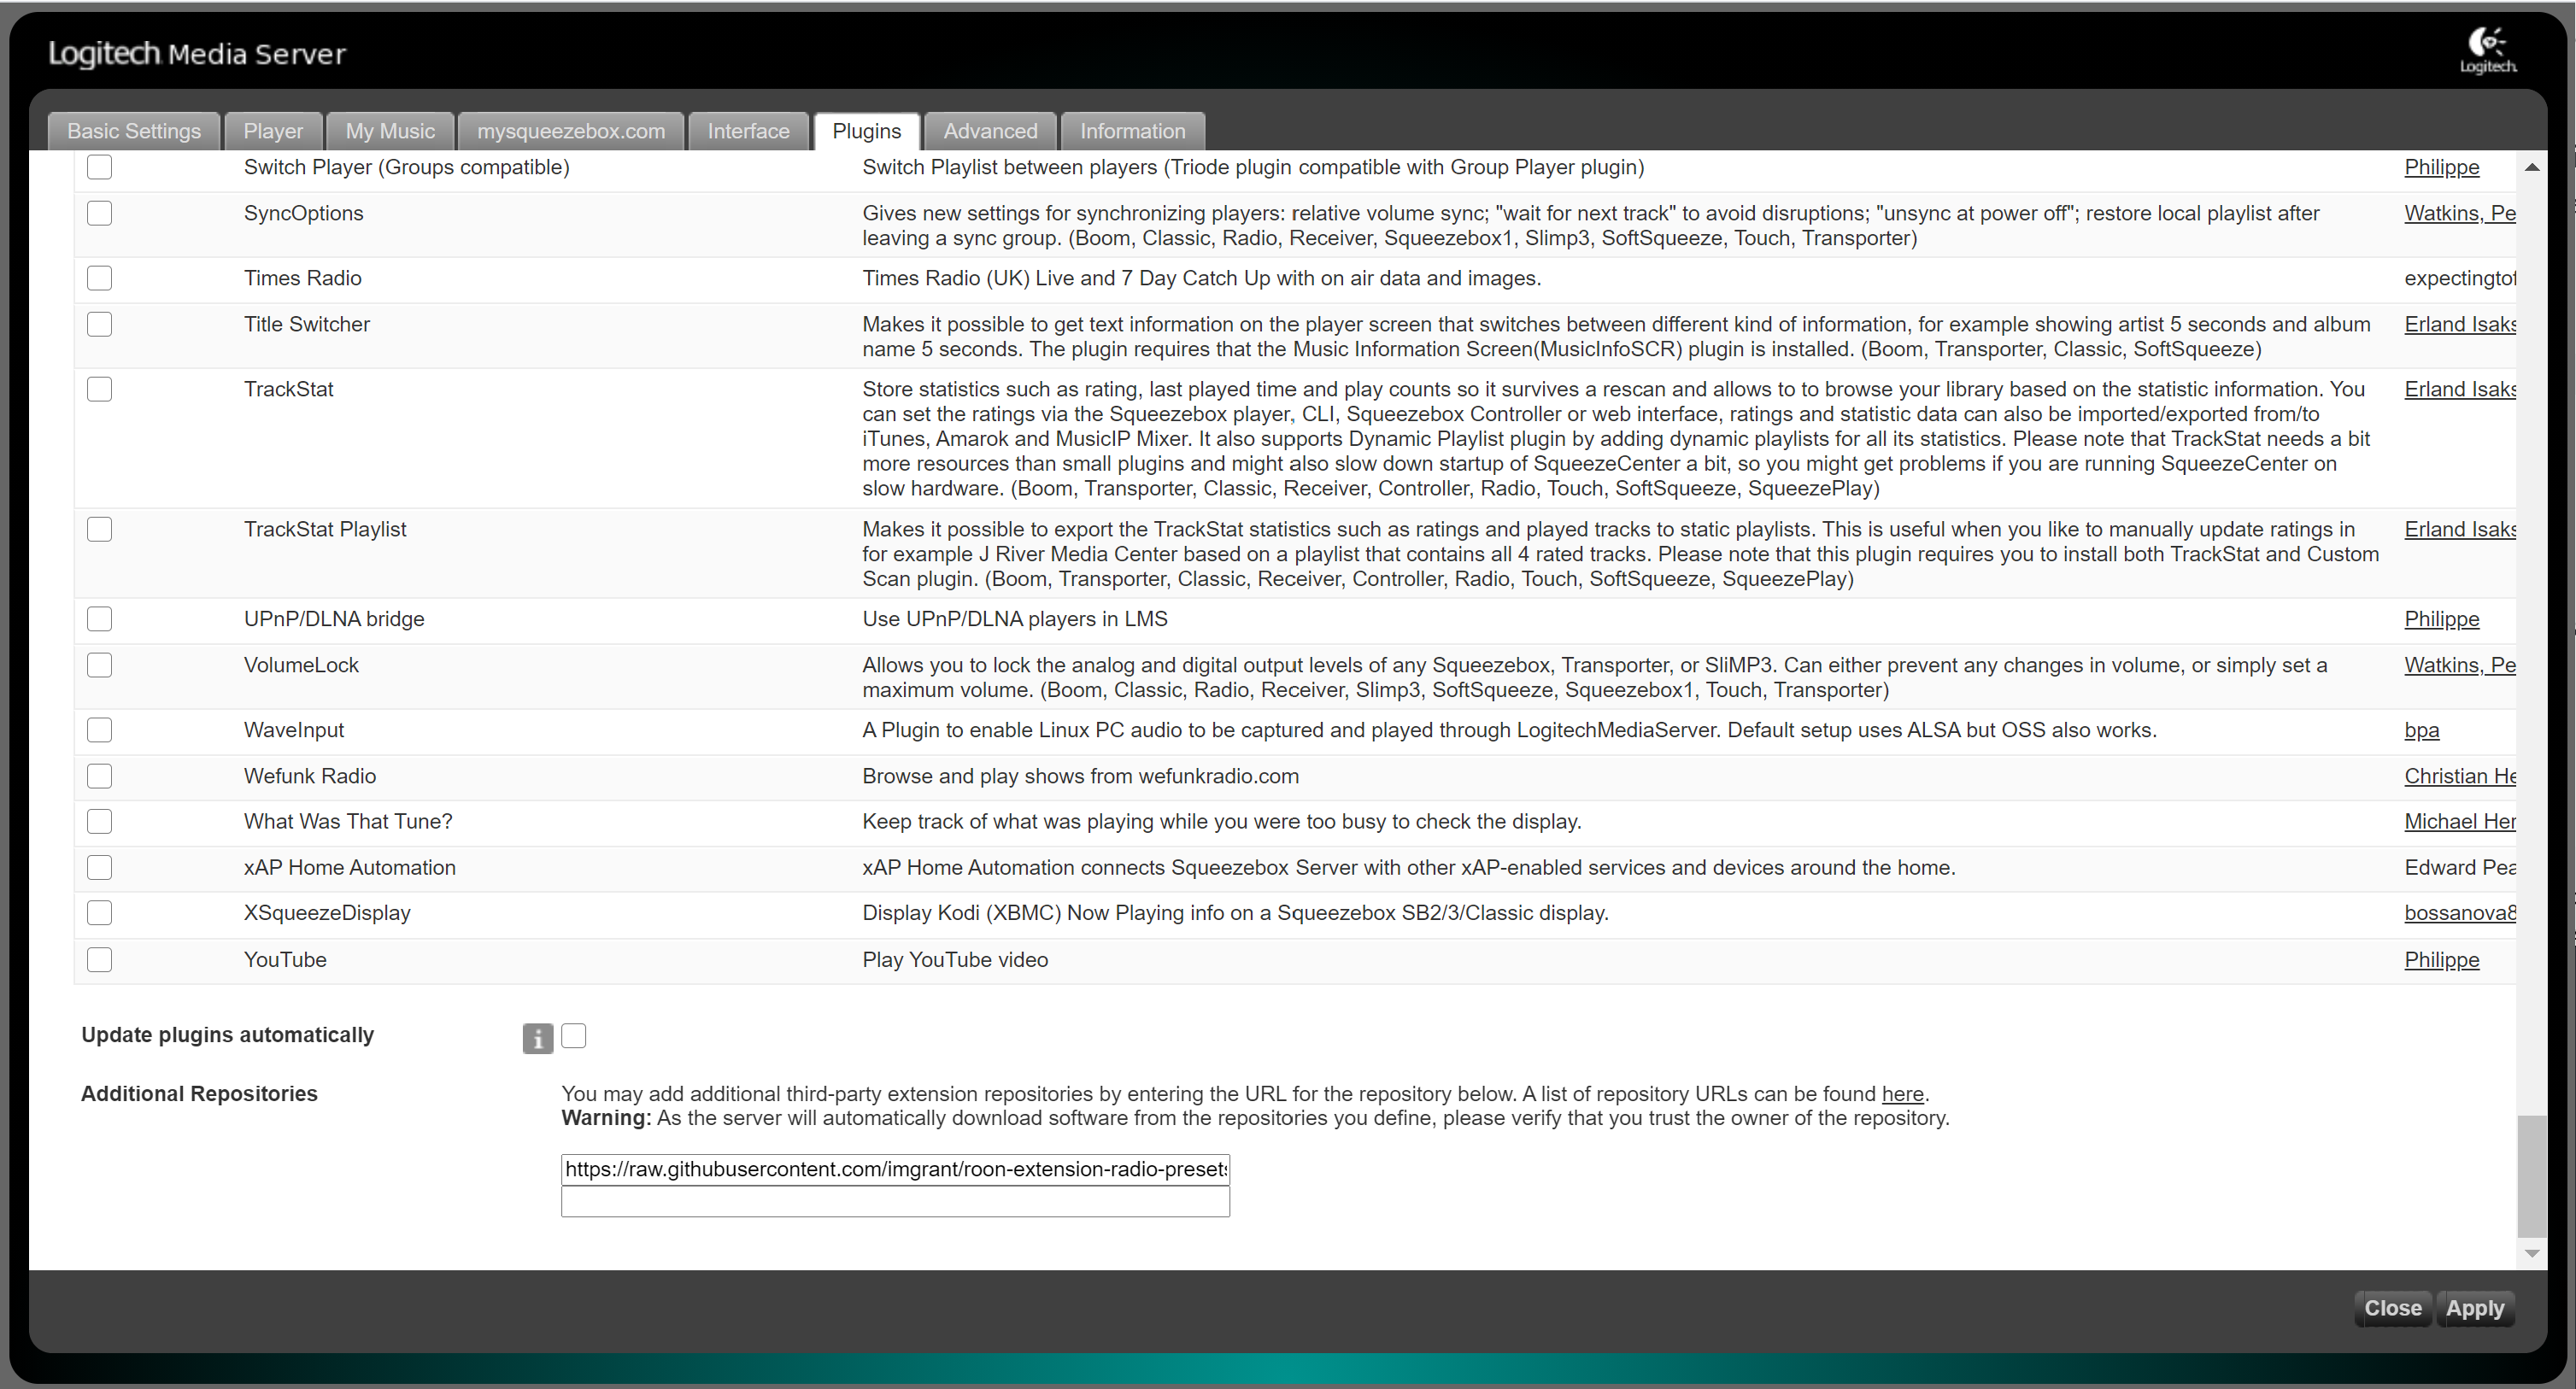 Logitech Media Server
Logitech
Basic Settings Player My Music mysqueezebox.com Interface Plugins Advanced Information
Switch Player (Groups compatible) Switch Playlist between players (Triode plugin compatible with Group Player plugin) Philippe
SyncOptions Gives new settings for synchronizing players: relative volume sync; "wait for next track" to avoid disruptions; "unsync at power off"; restore local playlist after Watkins, Pe
leaving a sync group. (Boom, Classic, Radio, Receiver, Squeezebox1, Slimp3, SoftSqueeze, Touch, Transporter)
Times Radio Times Radio (UK) Live and 7 Day Catch Up with on air data and images. expectingtof
Title Switcher Makes it possible to get text information on the player screen that switches between different kind of information, for example showing artist 5 seconds and album Erland Isaks
name 5 seconds. The plugin requires that the Music Information Screen(MusicInfoSCR) plugin is installed. (Boom, Transporter, Classic, SoftSqueeze)
TrackStat Store statistics such as rating, last played time and play counts so it survives a rescan and allows to to browse your library based on the statistic information. You Erland Isaks
can set the ratings via the Squeezebox player, CLI, Squeezebox Controller or web interface, ratings and statistic data can also be imported/exported from/to
iTunes, Amarok and MusicIP Mixer. It also supports Dynamic Playlist plugin by adding dynamic playlists for all its statistics. Please note that TrackStat needs a bit
more resources than small plugins and might also slow down startup of SqueezeCenter a bit, so you might get problems if you are running SqueezeCenter on
slow hardware. (Boom, Transporter, Classic, Receiver, Controller, Radio, Touch, SoftSqueeze, SqueezePlay)
TrackStat Playlist Makes it possible to export the TrackStat statistics such as ratings and played tracks to static playlists. This is useful when you like to manually update ratings in Erland Isaks
for example J River Media Center based on a playlist that contains all 4 rated tracks. Please note that this plugin requires you to install both TrackStat and Custom
Scan plugin. (Boom, Transporter, Classic, Receiver, Controller, Radio, Touch, SoftSqueeze, SqueezePlay)
UPnP/DLNA bridge Use UPnP/DLNA players in LMS Philippe
VolumeLock Allows you to lock the analog and digital output levels of any Squeezebox, Transporter, or SliMP3. Can either prevent any changes in volume, or simply set a Watkins, Pe
maximum volume. (Boom, Classic, Radio, Receiver, Slimp3, SoftSqueeze, Squeezebox1, Touch, Transporter)
WaveInput A Plugin to enable Linux PC audio to be captured and played through LogitechMediaServer. Default setup uses ALSA but OSS also works. bpa
Wefunk Radio Browse and play shows from wefunkradio.com Christian He
What Was That Tune? Keep track of what was playing while you were too busy to check the display. Michael Her
xAP Home Automation xAP Home Automation connects Squeezebox Server with other xAP-enabled services and devices around the home. Edward Pea
XSqueezeDisplay Display Kodi (XBMC) Now Playing info on a Squeezebox SB2/3/Classic display. bossanova8
YouTube Play YouTube video Philippe
Update plugins automatically i
Additional Repositories You may add additional third-party extension repositories by entering the URL for the repository below. A list of repository URLs can be found here.
Warning: As the server will automatically download software from the repositories you define, please verify that you trust the owner of the repository.
https://raw.githubusercontent.com/imgrant/roon-extension-radio-presets
Close Apply